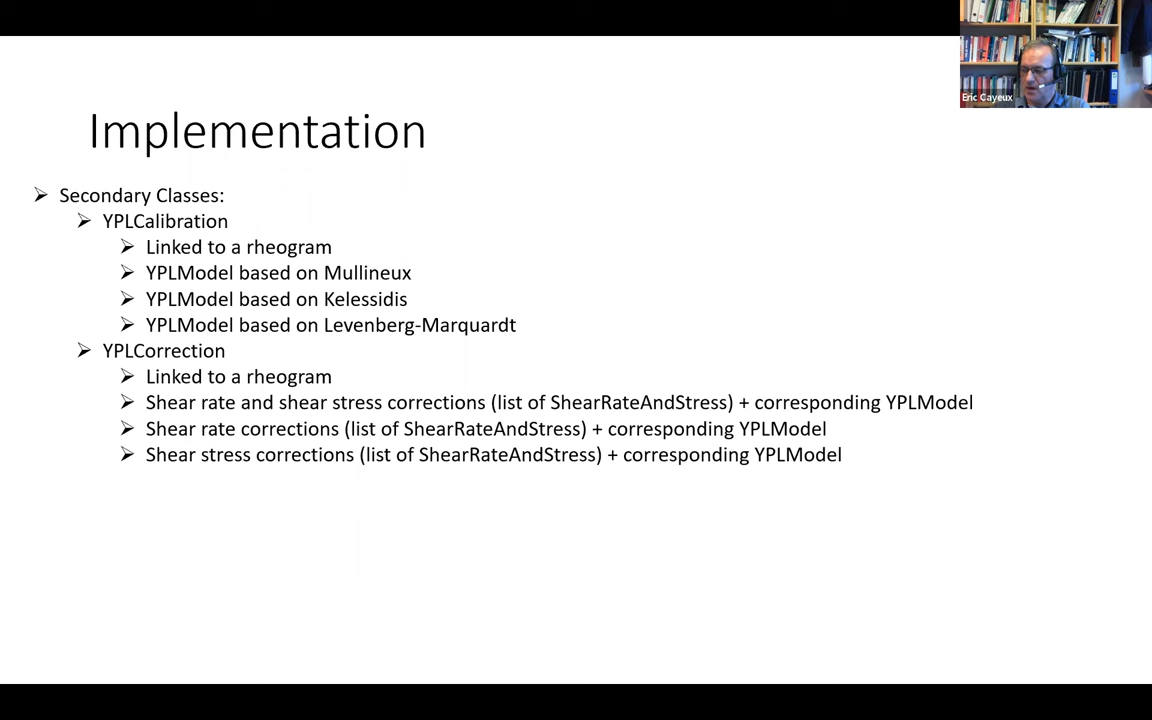 Eric Cayeux
Implementation
Secondary Classes:
YPLCalibration
Linked to a rheogram
YPLModel based on Mullineux
YPLModel based on Kelessidis
YPLModel based on Levenberg-Marquardt
YPLCorrection
Linked to a rheogram
Shear rate and shear stress corrections (list of ShearRateAndStress) + corresponding YPLModel
Shear rate corrections (list of ShearRateAndStress) + corresponding YPLModel
Shear stress corrections (list of ShearRateAndStress) + corresponding YPLModel